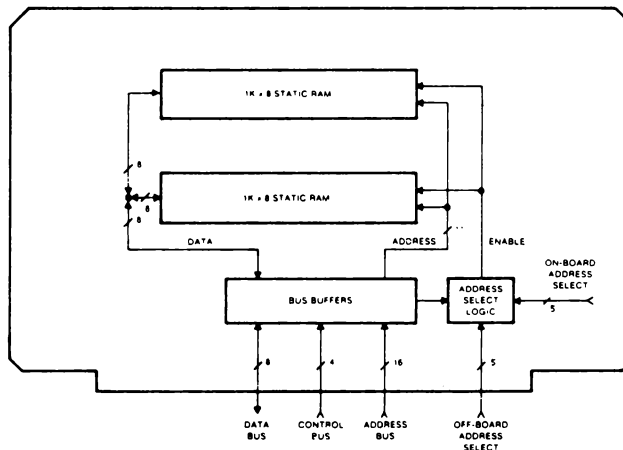 1K × 8 STATIC RAM
8
1K × 8 STATIC RAM
8
8
DATA
ADDRESS
ENABLE
ON-BOARD
ADDRESS
SELECT
BUS BUFFERS
ADDRESS
SELECT
LOGIC
5
8
4
16
5
DATA
BUS
CONTROL
BUS
ADDRESS
BUS
OFF-BOARD
ADDRESS
SELECT